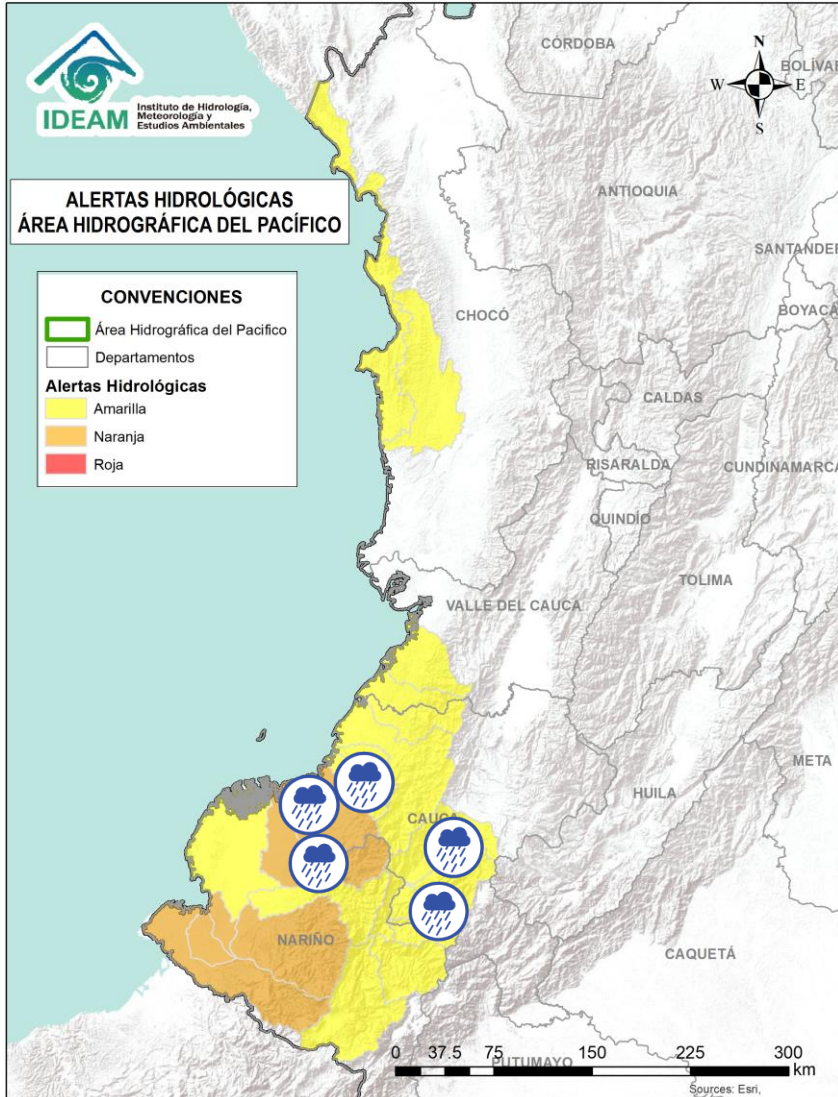 IDEAM
Instituto de Hidrología,
Meteorología y
Estudios Ambientales
ALERTAS HIDROLÓGICAS
ÁREA HIDROGRÁFICA DEL PACÍFICO
CONVENCIONES
Área Hidrográfica del Pacifico
Departamentos
Alertas Hidrológicas
Amarilla
Naranja
Roja
N
W
E
S
CÓRDOBA
BOLÍVAR
ANTIOQUIA
SANTANDER
BOYACÁ
CHOCÓ
CALDAS
RISARALDA
CUNDINAMARCA
QUINDÍO
TOLIMA
VALLE DEL CAUCA
META
HUILA
CAUCA
NARIÑO
CAQUETÁ
PUTUMAYO
0 37.5 75 150 225 300
km
Sources: Esri,